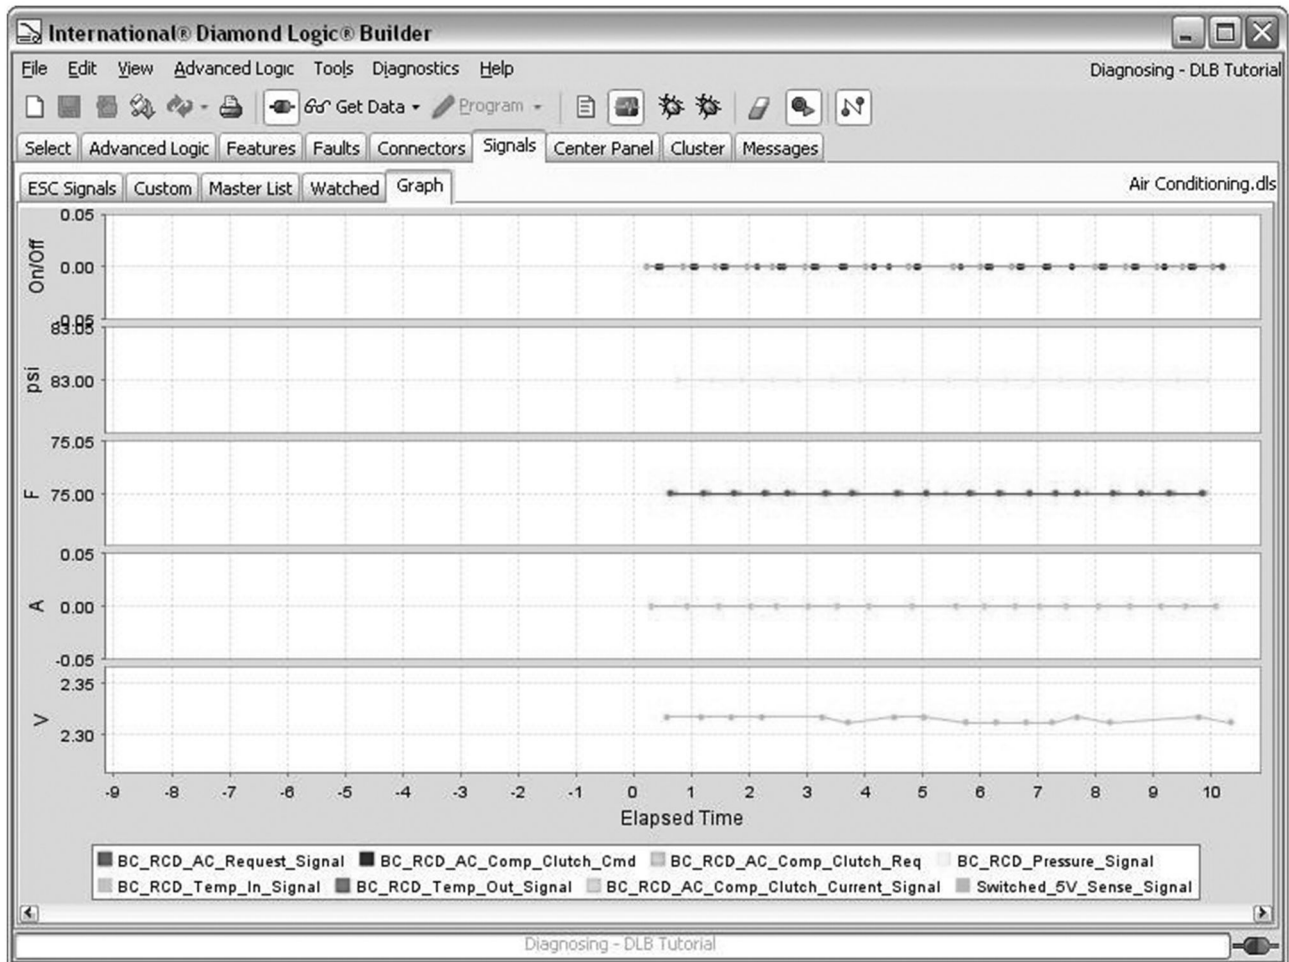 International® Diamond Logic® Builder
File Edit View Advanced Logic Tools Diagnostics Help
Diagnosing - DLB Tutorial
Get Data Program
Select Advanced Logic Features Faults Connectors Signals Center Panel Cluster Messages
ESC Signals Custom Master List Watched Graph
Air Conditioning.dls
On/Off
0.05
0.00
-0.05
psi
83.05
83.00
F
75.05
75.00
A
0.05
0.00
-0.05
V
2.35
2.30
-9 -8 -7 -6 -5 -4 -3 -2 -1 0 1 2 3 4 5 6 7 8 9 10
Elapsed Time
BC_RCD_AC_Request_Signal BC_RCD_AC_Comp_Clutch_Cmd BC_RCD_AC_Comp_Clutch_Req BC_RCD_Pressure_Signal
BC_RCD_Temp_In_Signal BC_RCD_Temp_Out_Signal BC_RCD_AC_Comp_Clutch_Current_Signal Switched_5V_Sense_Signal
Diagnosing - DLB Tutorial